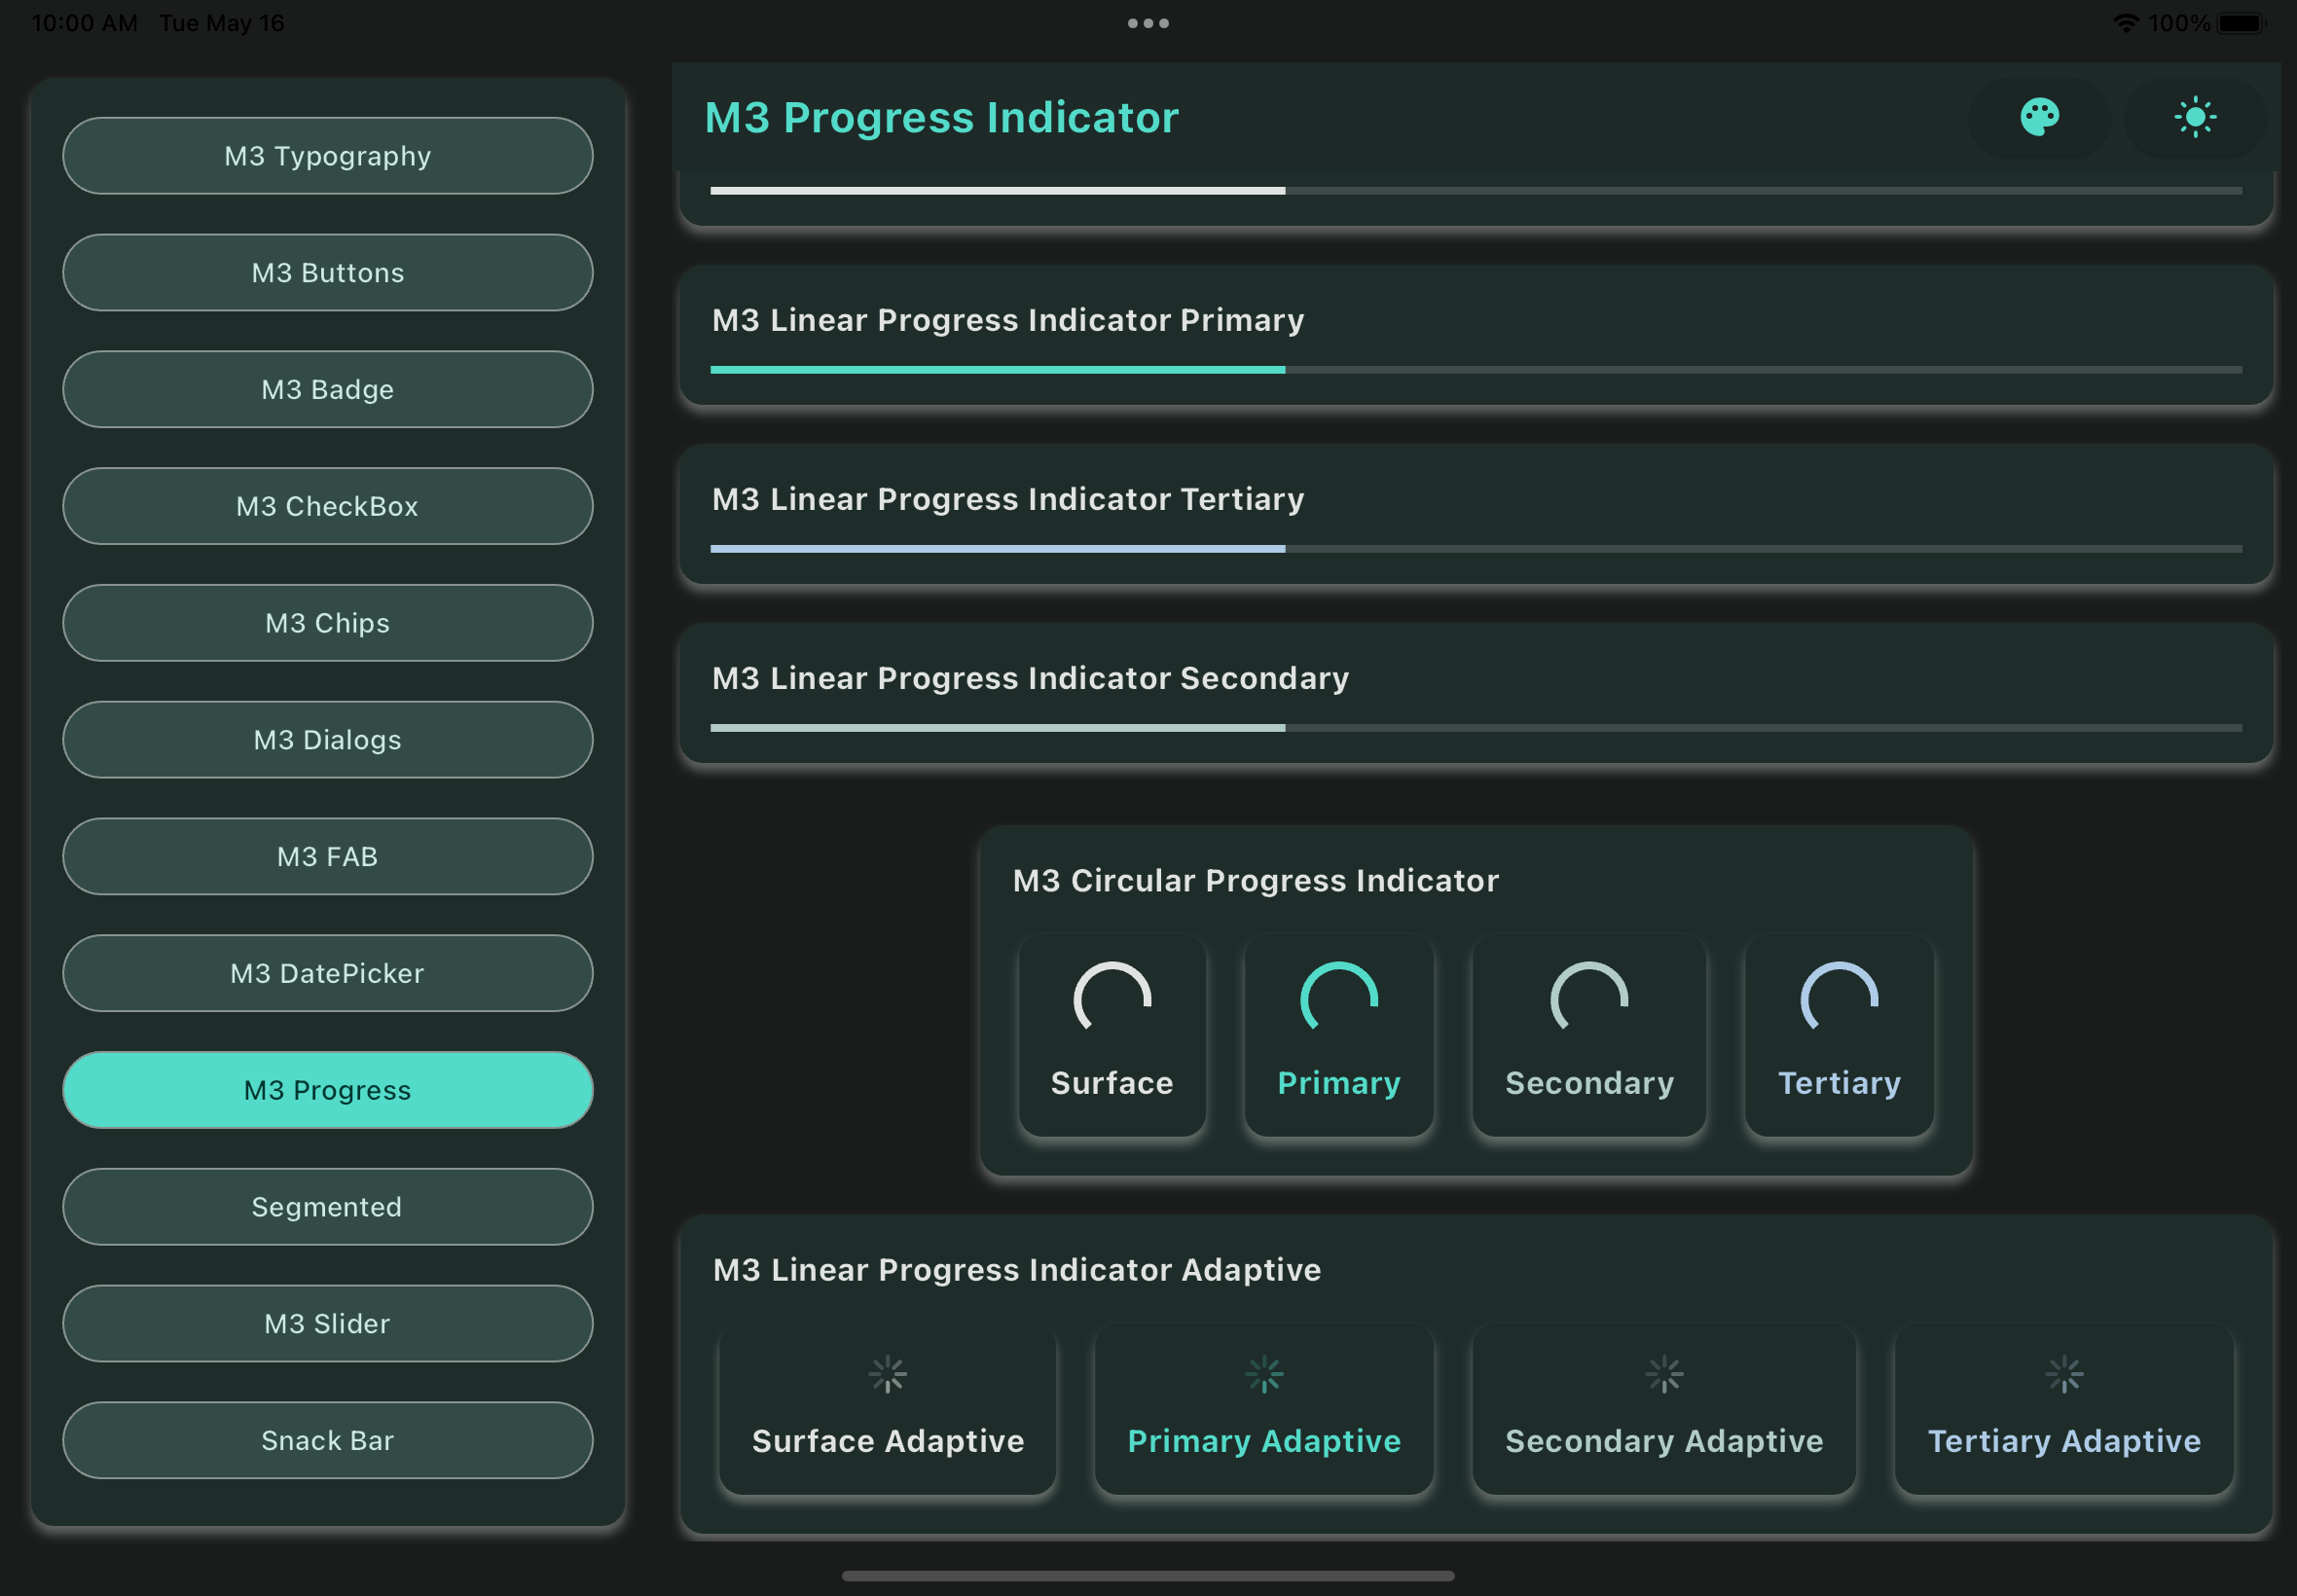 10:00 AM Tue May 16
100%
M3 Typography
M3 Buttons
M3 Badge
M3 CheckBox
M3 Chips
M3 Dialogs
M3 FAB
M3 DatePicker
M3 Progress
Segmented
M3 Slider
Snack Bar
M3 Progress Indicator
M3 Linear Progress Indicator Primary
M3 Linear Progress Indicator Tertiary
M3 Linear Progress Indicator Secondary
M3 Circular Progress Indicator
Surface
Primary
Secondary
Tertiary
M3 Linear Progress Indicator Adaptive
Surface Adaptive
Primary Adaptive
Secondary Adaptive
Tertiary Adaptive